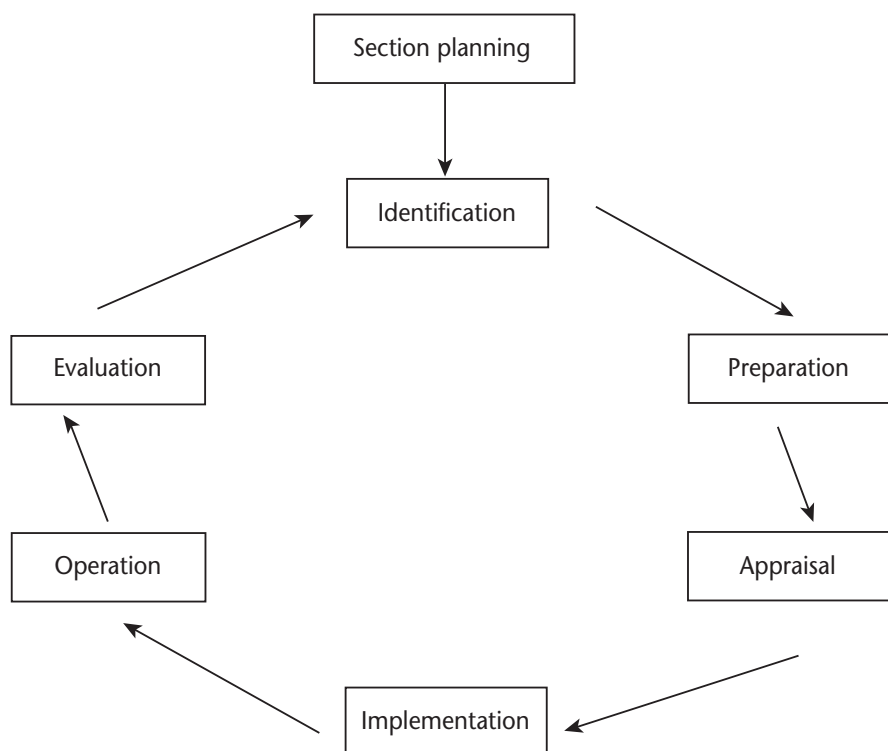 Section planning
Identification
Evaluation
Preparation
Operation
Appraisal
Implementation